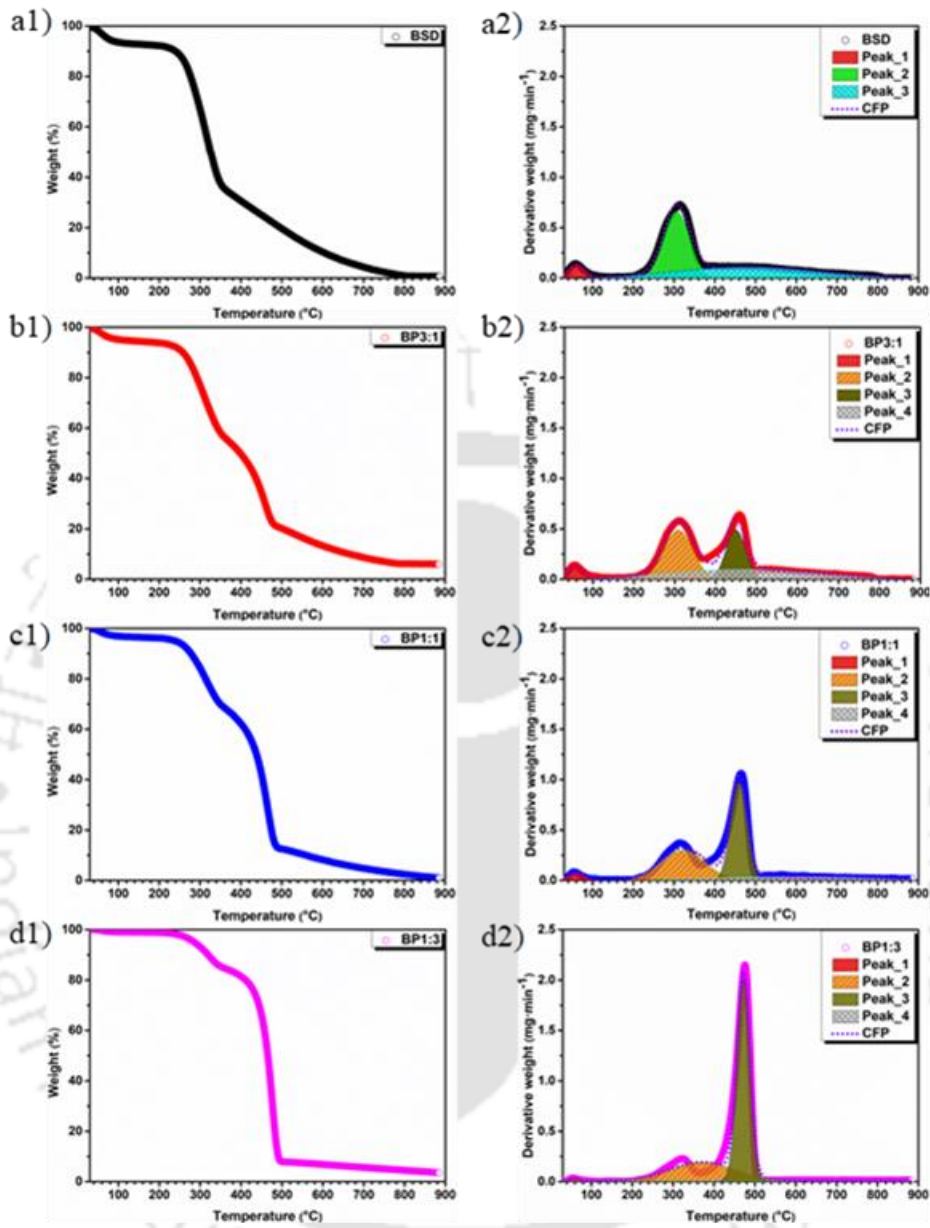 a1)
BSD
Weight (%)
100
80
60
40
20
0
100 200 300 400 500 600 700 800 900
Temperature (°C)
a2)
BSD
Peak_1
Peak_2
Peak_3
CFP
Derivative weight (mg·min⁻¹)
2.5
2.0
1.5
1.0
0.5
0.0
100 200 300 400 500 600 700 800 900
Temperature (°C)
b1)
BP3:1
Weight (%)
100
80
60
40
20
0
100 200 300 400 500 600 700 800 900
Temperature (°C)
b2)
BP3:1
Peak_1
Peak_2
Peak_3
Peak_4
CFP
Derivative weight (mg·min⁻¹)
2.5
2.0
1.5
1.0
0.5
0.0
100 200 300 400 500 600 700 800 900
Temperature (°C)
c1)
BP1:1
Weight (%)
100
80
60
40
20
0
100 200 300 400 500 600 700 800 900
Temperature (°C)
c2)
BP1:1
Peak_1
Peak_2
Peak_3
Peak_4
CFP
Derivative weight (mg·min⁻¹)
2.5
2.0
1.5
1.0
0.5
0.0
100 200 300 400 500 600 700 800 900
Temperature (°C)
d1)
BP1:3
Weight (%)
100
80
60
40
20
0
100 200 300 400 500 600 700 800 900
Temperature (°C)
d2)
BP1:3
Peak_1
Peak_2
Peak_3
Peak_4
CFP
Derivative weight (mg·min⁻¹)
2.5
2.0
1.5
1.0
0.5
0.0
100 200 300 400 500 600 700 800 900
Temperature (°C)